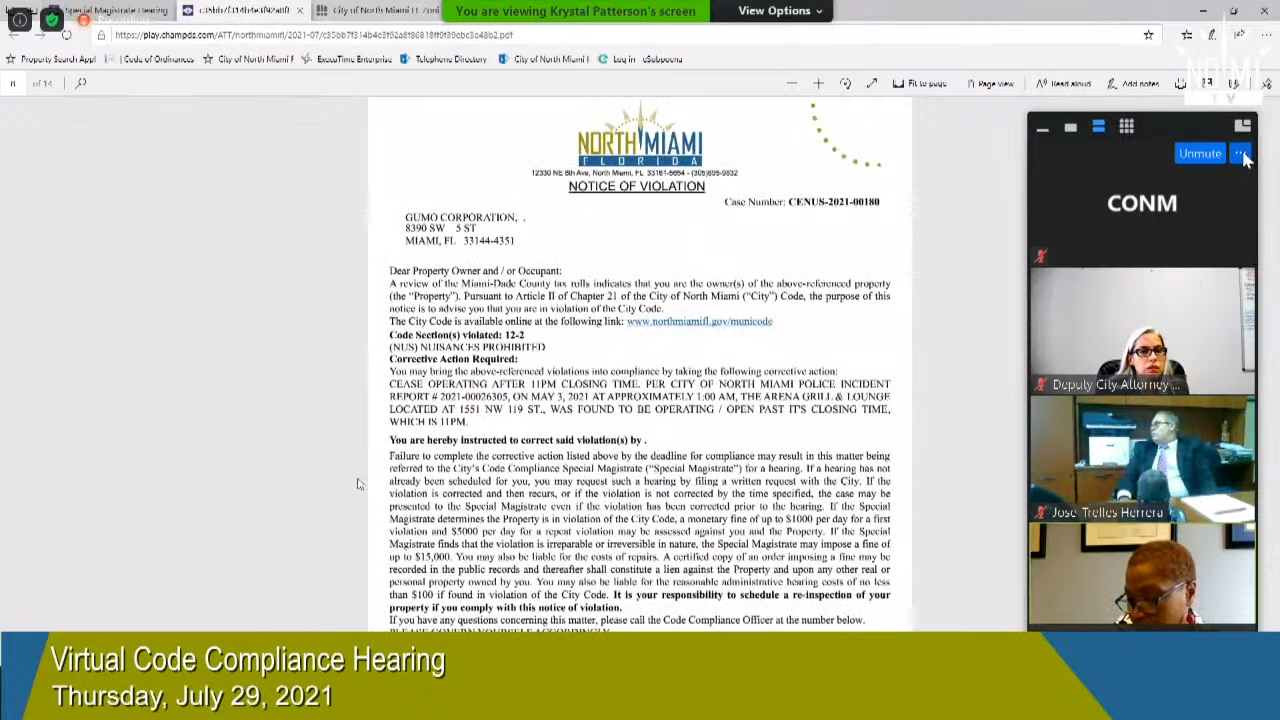 Special Magistrate Hearing
c35bb7f314b4c3f92a8f
City of North Miami FL Zoni
You are viewing Krystal Patterson's screen
View Options
Recording
https://play.champds.com/ATT/northmiamifl/2021-07/c35bb7f314b4c3f92a8f86818ff9f39ebc3e48b2.pdf
Property Search Appl
Code of Ordinances
City of North Miami F
ExecuTime Enterprise
Telephone Directory
City of North Miami I
Log in
eSubpoena
8 of 14
Fit to page
Page view
Read aloud
Add notes
NOMI
TV
NORTH MIAMI
FLORIDA
12330 NE 8th Ave, North Miami, FL 33161-5654 - (305)895-9832
NOTICE OF VIOLATION
Case Number: CENUS-2021-00180
GUMO CORPORATION, .
8390 SW 5 ST
MIAMI, FL 33144-4351
Dear Property Owner and / or Occupant:
A review of the Miami-Dade County tax rolls indicates that you are the owner(s) of the above-referenced property
(the "Property"). Pursuant to Article II of Chapter 21 of the City of North Miami ("City") Code, the purpose of this
notice is to advise you that you are in violation of the City Code.
The City Code is available online at the following link: www.northmiamifl.gov/municode
Code Section(s) violated: 12-2
(NUS) NUISANCES PROHIBITED
Corrective Action Required:
You may bring the above-referenced violations into compliance by taking the following corrective action:
CEASE OPERATING AFTER 11PM CLOSING TIME. PER CITY OF NORTH MIAMI POLICE INCIDENT
REPORT # 2021-00026305, ON MAY 3, 2021 AT APPROXIMATELY 1:00 AM, THE ARENA GRILL & LOUNGE
LOCATED AT 1551 NW 119 ST., WAS FOUND TO BE OPERATING / OPEN PAST IT'S CLOSING TIME,
WHICH IS 11PM.
You are hereby instructed to correct said violation(s) by .
Failure to complete the corrective action listed above by the deadline for compliance may result in this matter being
referred to the City's Code Compliance Special Magistrate ("Special Magistrate") for a hearing. If a hearing has not
already been scheduled for you, you may request such a hearing by filing a written request with the City. If the
violation is corrected and then recurs, or if the violation is not corrected by the time specified, the case may be
presented to the Special Magistrate even if the violation has been corrected prior to the hearing. If the Special
Magistrate determines the Property is in violation of the City Code, a monetary fine of up to $1000 per day for a first
violation and $5000 per day for a repeat violation may be assessed against you and the Property. If the Special
Magistrate finds that the violation is irreparable or irreversible in nature, the Special Magistrate may impose a fine of
up to $15,000. You may also be liable for the costs of repairs. A certified copy of an order imposing a fine may be
recorded in the public records and thereafter shall constitute a lien against the Property and upon any other real or
personal property owned by you. You may also be liable for the reasonable administrative hearing costs of no less
than $100 if found in violation of the City Code. It is your responsibility to schedule a re-inspection of your
property if you comply with this notice of violation.
If you have any questions concerning this matter, please call the Code Compliance Officer at the number below.
PLEASE GOVERN YOURSELF ACCORDINGLY
Unmute
CONM
Deputy City Attorney ...
Jose Trelles Herrera
Virtual Code Compliance Hearing
Thursday, July 29, 2021